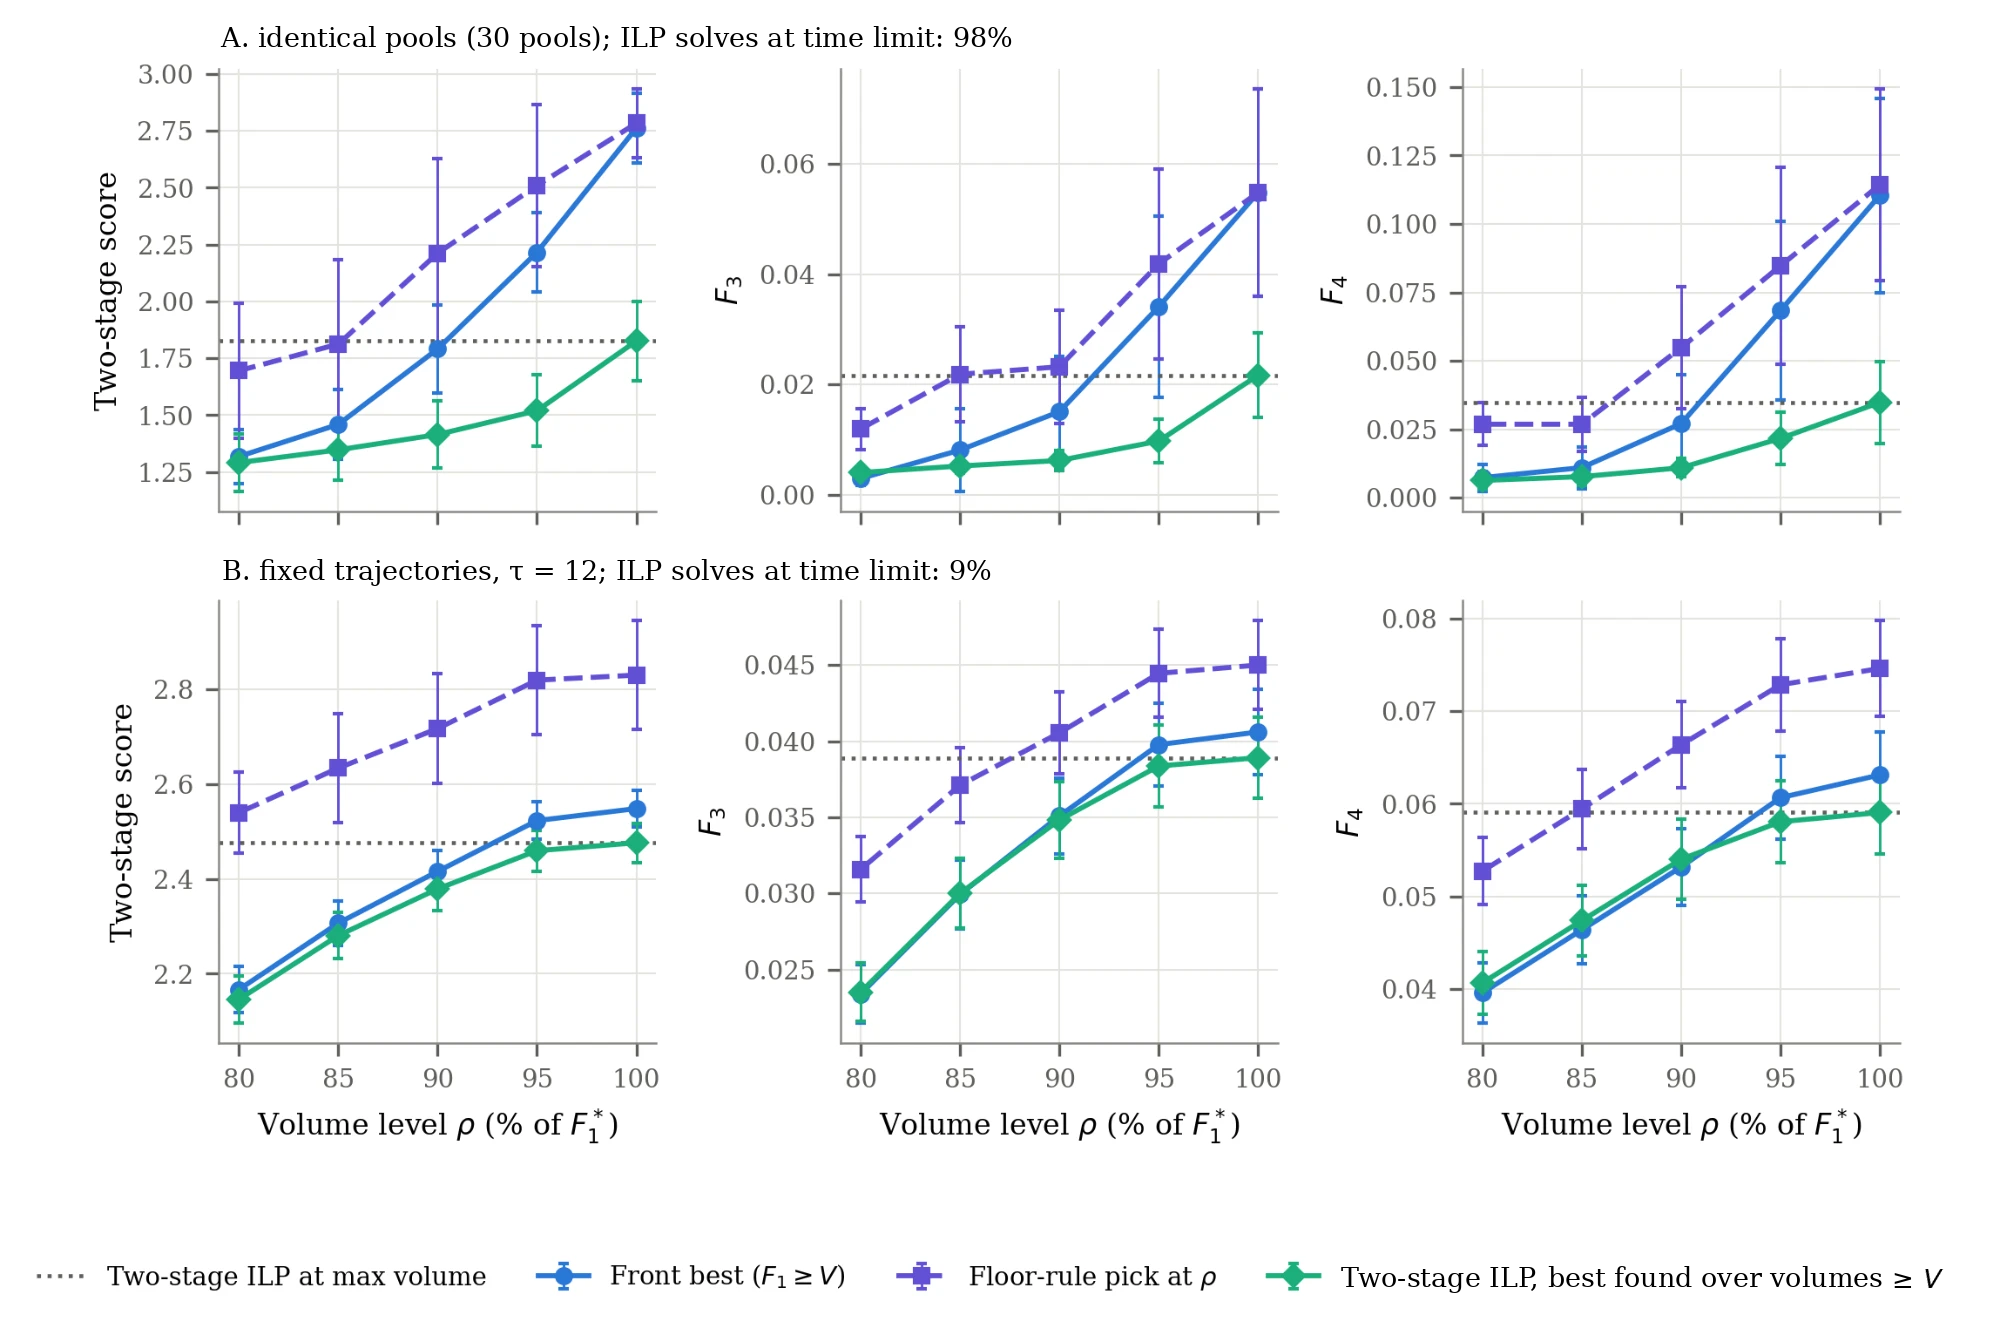 A. identical pools (30 pools); ILP solves at time limit: 98%
Two-stage score
3.00
2.75
2.50
2.25
2.00
1.75
1.50
1.25
F3
0.06
0.04
0.02
0.00
F4
0.150
0.125
0.100
0.075
0.050
0.025
0.000
B. fixed trajectories, τ = 12; ILP solves at time limit: 9%
Two-stage score
2.8
2.6
2.4
2.2
80 85 90 95 100
Volume level ρ (% of F1*)
F3
0.045
0.040
0.035
0.030
0.025
80 85 90 95 100
Volume level ρ (% of F1*)
F4
0.08
0.07
0.06
0.05
0.04
80 85 90 95 100
Volume level ρ (% of F1*)
Two-stage ILP at max volume
Front best (F1 ≥ V)
Floor-rule pick at ρ
Two-stage ILP, best found over volumes ≥ V